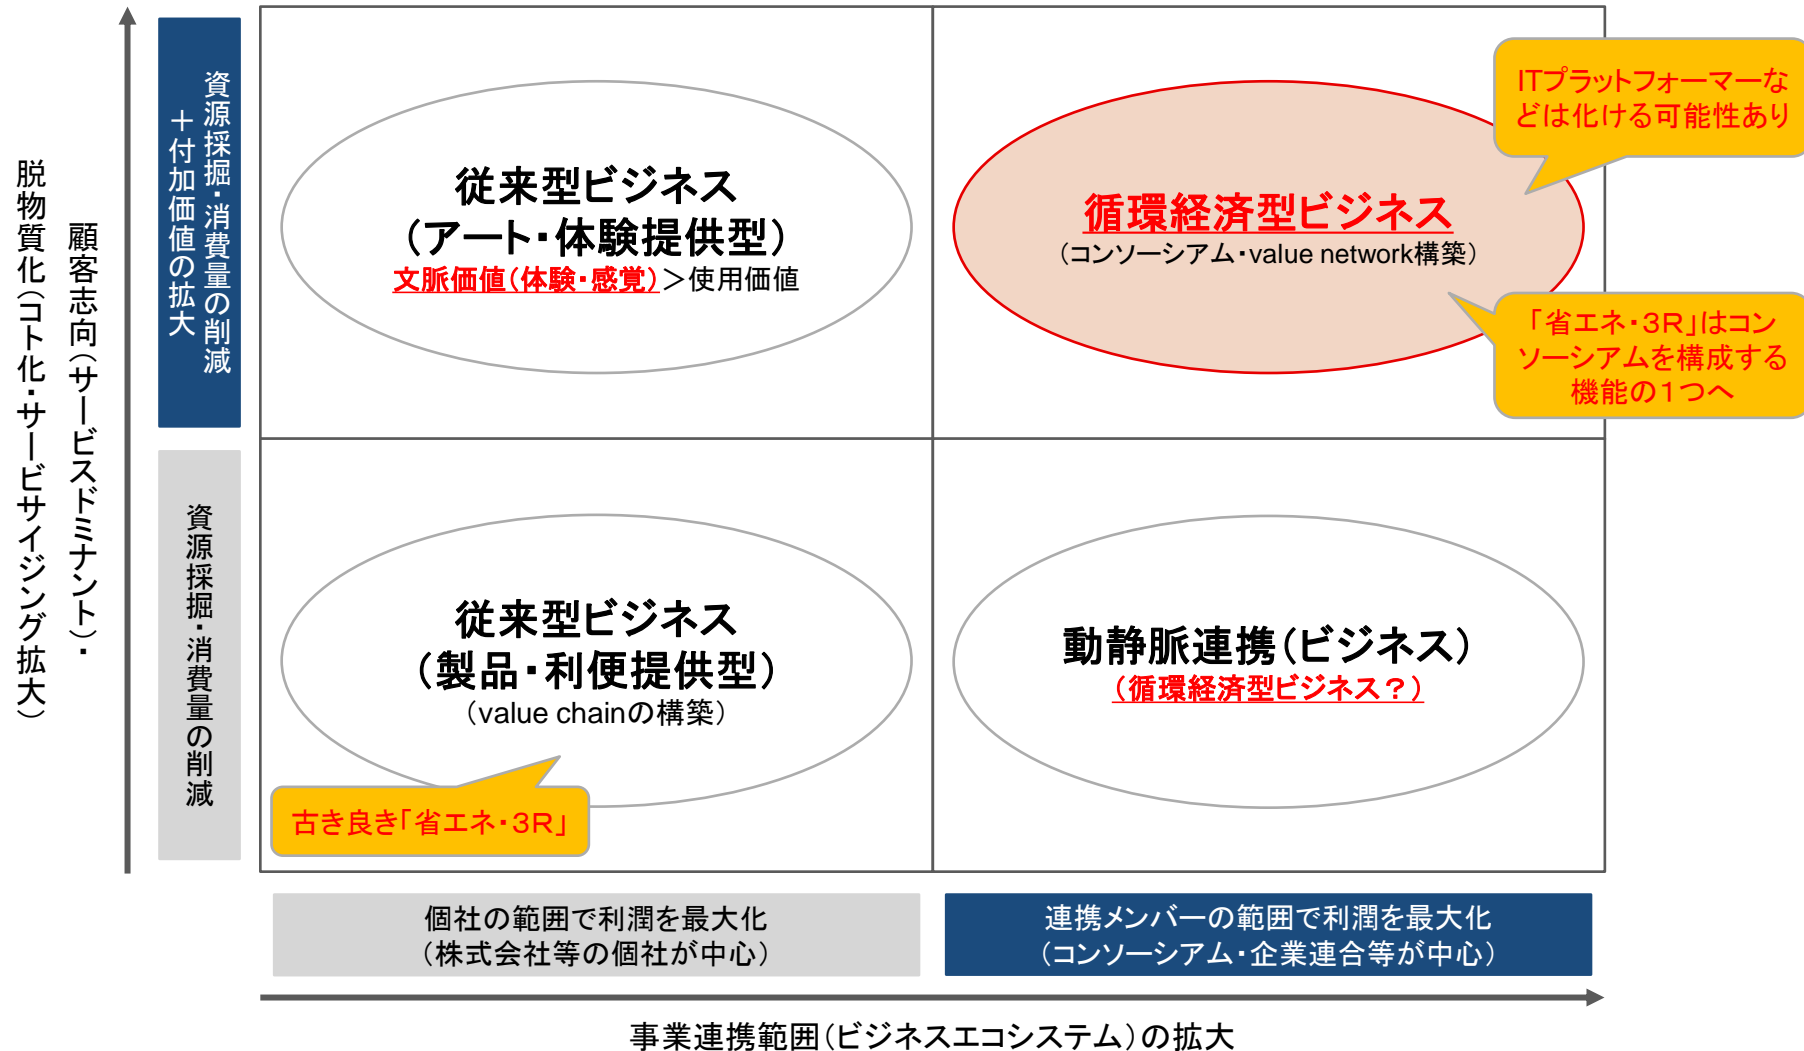 顧客志向（サービスドミナント）・
脱物質化（コト化・サービサイジング拡大）
資源採掘・消費量の削減
＋付加価値の拡大
従来型ビジネス
（アート・体験提供型）
文脈価値（体験・感覚）＞使用価値
循環経済型ビジネス
（コンソーシアム・value network構築）
ITプラットフォーマーな
どは化ける可能性あり
「省エネ・３Ｒ」はコン
ソーシアムを構成する
機能の１つへ
資源採掘・消費量の削減
従来型ビジネス
（製品・利便提供型）
（value chainの構築）
古き良き「省エネ・３Ｒ」
動静脈連携（ビジネス）
（循環経済型ビジネス？）
個社の範囲で利潤を最大化
（株式会社等の個社が中心）
連携メンバーの範囲で利潤を最大化
（コンソーシアム・企業連合等が中心）
事業連携範囲（ビジネスエコシステム）の拡大